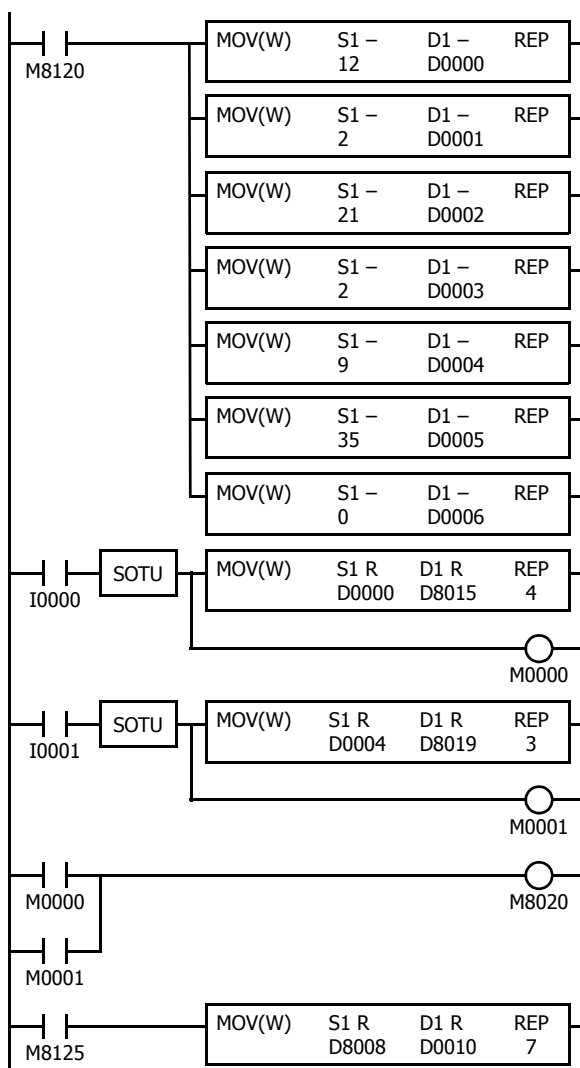 MOV(W) S1 – D1 – REP
12 D0000
M8120
MOV(W) S1 – D1 – REP
2 D0001
MOV(W) S1 – D1 – REP
21 D0002
MOV(W) S1 – D1 – REP
2 D0003
MOV(W) S1 – D1 – REP
9 D0004
MOV(W) S1 – D1 – REP
35 D0005
MOV(W) S1 – D1 – REP
0 D0006
SOTU MOV(W) S1 R D1 R REP
I0000 D0000 D8015 4
M0000
SOTU MOV(W) S1 R D1 R REP
I0001 D0004 D8019 3
M0001
M0000 M8020
M0001
MOV(W) S1 R D1 R REP
M8125 D8008 D0010 7